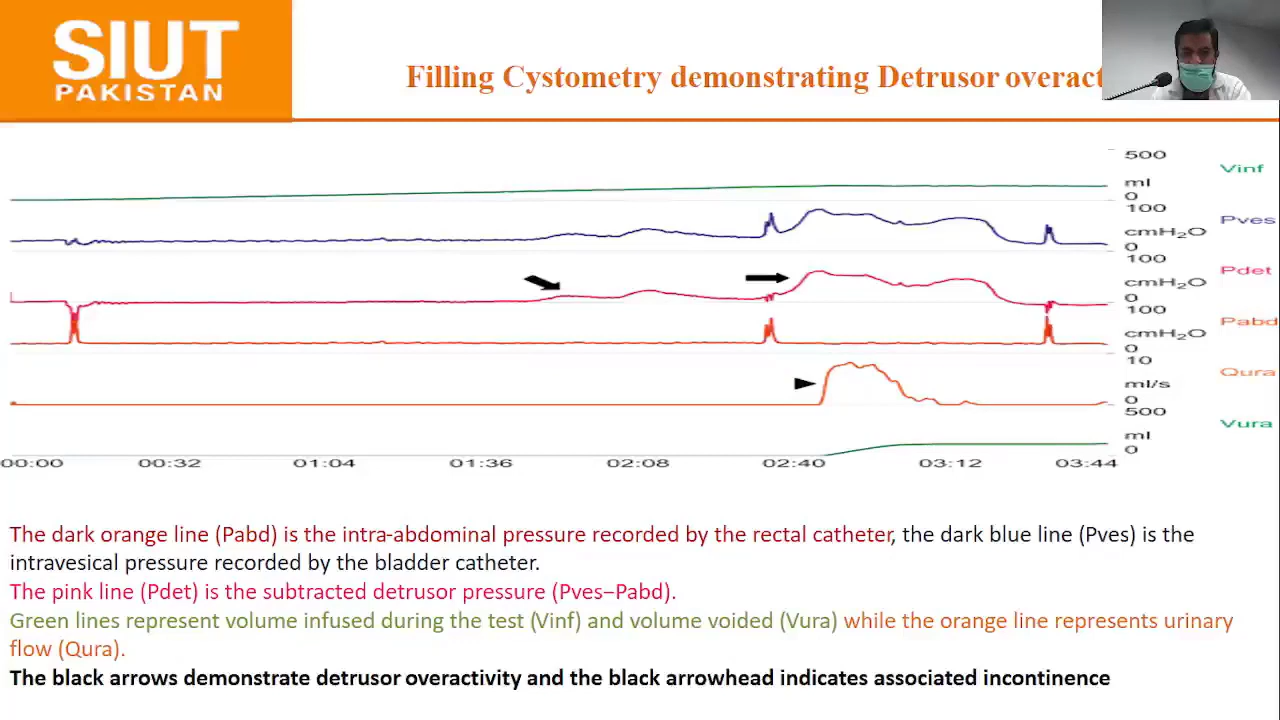 SIUT
PAKISTAN
Filling Cystometry demonstrating Detrusor overact
500
Vinf
ml
0
100
Pves
cmH₂O
0
100
Pdet
cmH₂O
0
100
Pabd
cmH₂O
0
10
Qura
ml/s
0
500
Vura
ml
0
00:00 00:32 01:04 01:36 02:08 02:40 03:12 03:44
The dark orange line (Pabd) is the intra-abdominal pressure recorded by the rectal catheter, the dark blue line (Pves) is the
intravesical pressure recorded by the bladder catheter.
The pink line (Pdet) is the subtracted detrusor pressure (Pves−Pabd).
Green lines represent volume infused during the test (Vinf) and volume voided (Vura) while the orange line represents urinary
flow (Qura).
The black arrows demonstrate detrusor overactivity and the black arrowhead indicates associated incontinence